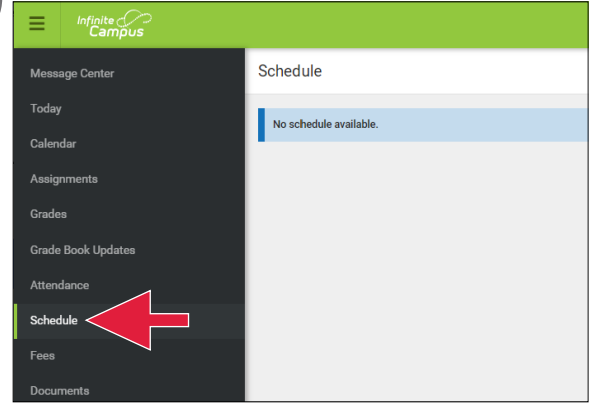 Infinite
Campus
Message Center
Schedule
Today
No schedule available.
Calendar
Assignments
Grades
Grade Book Updates
Attendance
Schedule
Fees
Documents